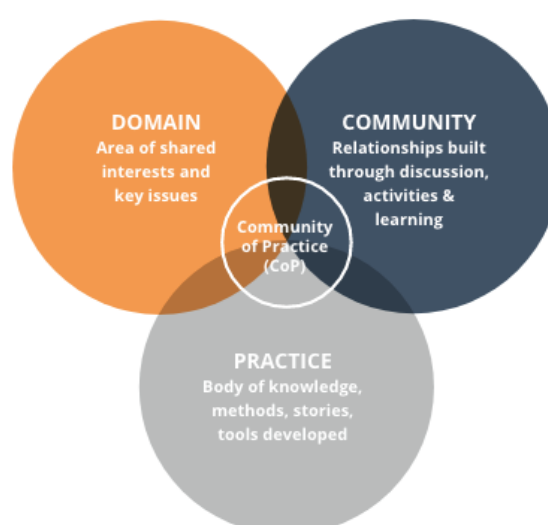 DOMAIN
Area of shared
interests and
key issues
COMMUNITY
Relationships built
through discussion,
activities &
learning
Community
of Practice
(CoP)
PRACTICE
Body of knowledge,
methods, stories,
tools developed